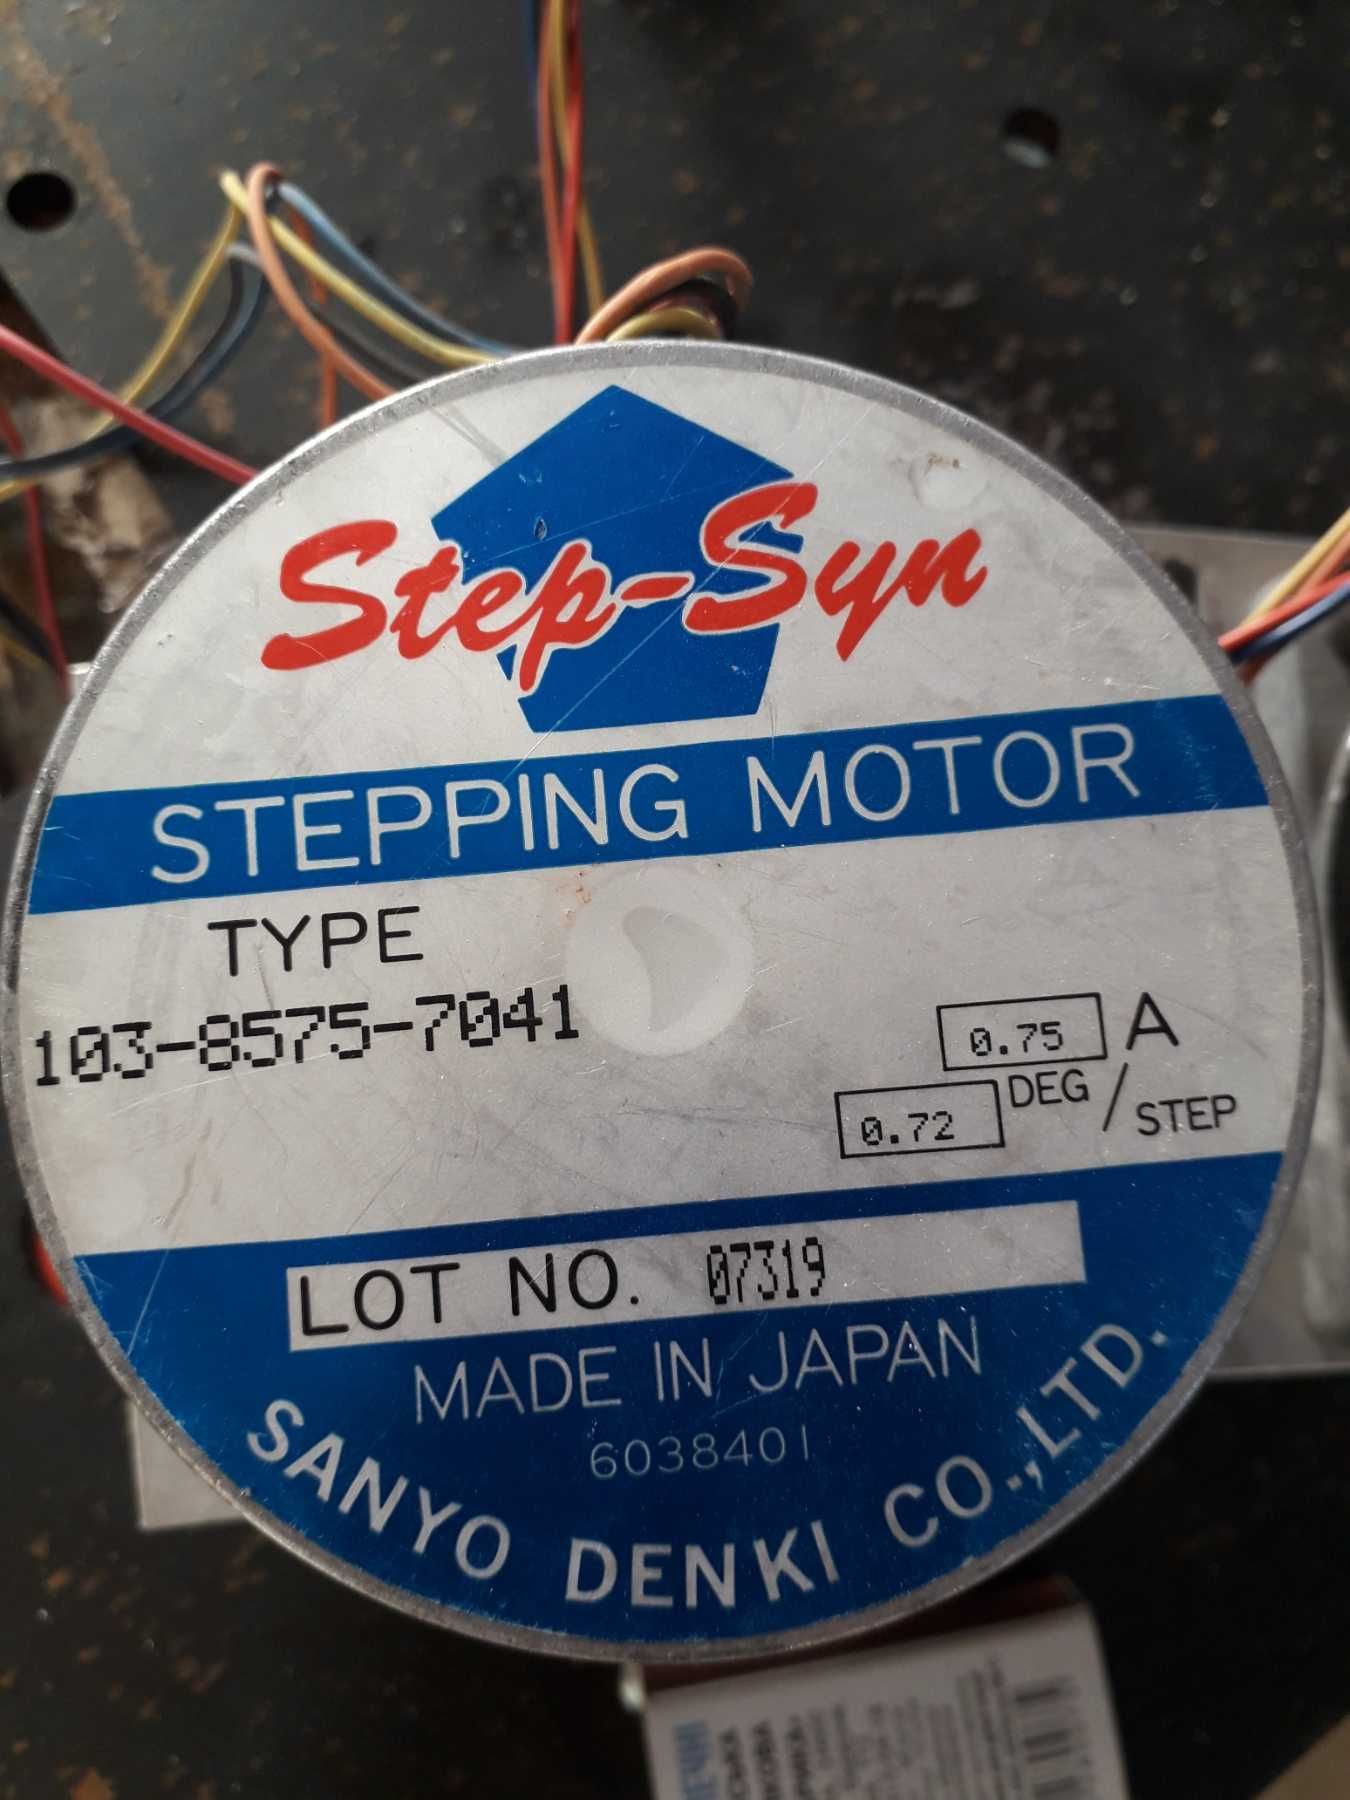 Step-Syn
STEPPING MOTOR
TYPE
103-8575-7041
0.75 A
0.72 DEG/STEP
LOT NO. 07319
MADE IN JAPAN
6038401
SANYO DENKI CO.,LTD.